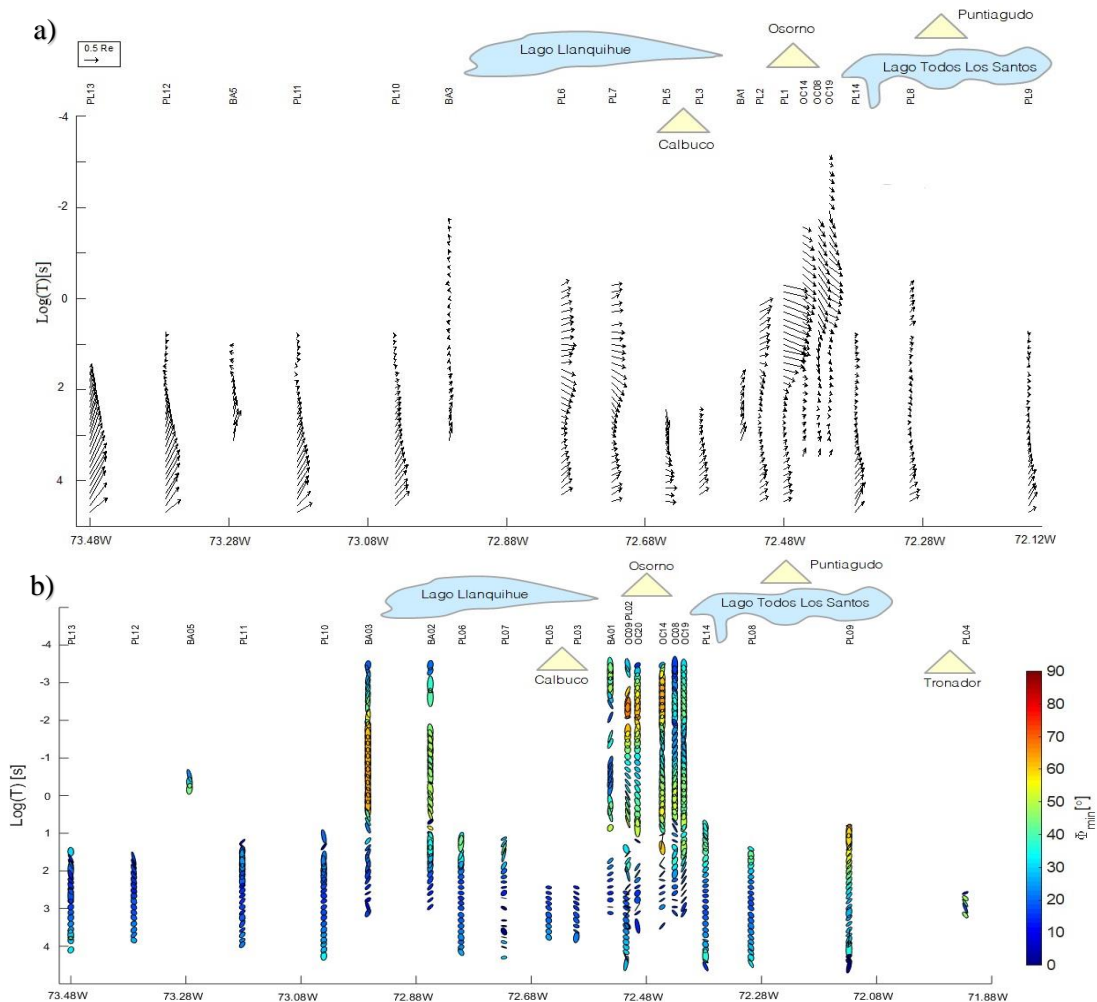 a)
0.5 Re
Lago Llanquihue
Osorno
Puntiagudo
Lago Todos Los Santos
Calbuco
PL13 PL12 BA5 PL11 PL10 BA3 PL6 PL7 PL5 PL3 BA1 PL2 PL1 OC14 OC08 OC19 PL14 PL8 PL9
Log(T)[s]
-4
-2
0
2
4
73.48W 73.28W 73.08W 72.88W 72.68W 72.48W 72.28W 72.12W
b)
Lago Llanquihue
Osorno
Puntiagudo
Lago Todos Los Santos
Calbuco
Tronador
PL13 PL12 BA05 PL11 PL10 BA03 BA02 PL06 PL07 PL05 PL03 BA01 OC09 PL02 OC20 OC14 OC08 OC19 PL14 PL08 PL09 PL04
Log(T) [s]
-4
-3
-2
-1
0
1
2
3
4
73.48W 73.28W 73.08W 72.88W 72.68W 72.48W 72.28W 72.08W 71.88W
90
80
70
60
50
40
30
20
10
0
Φmin[°]